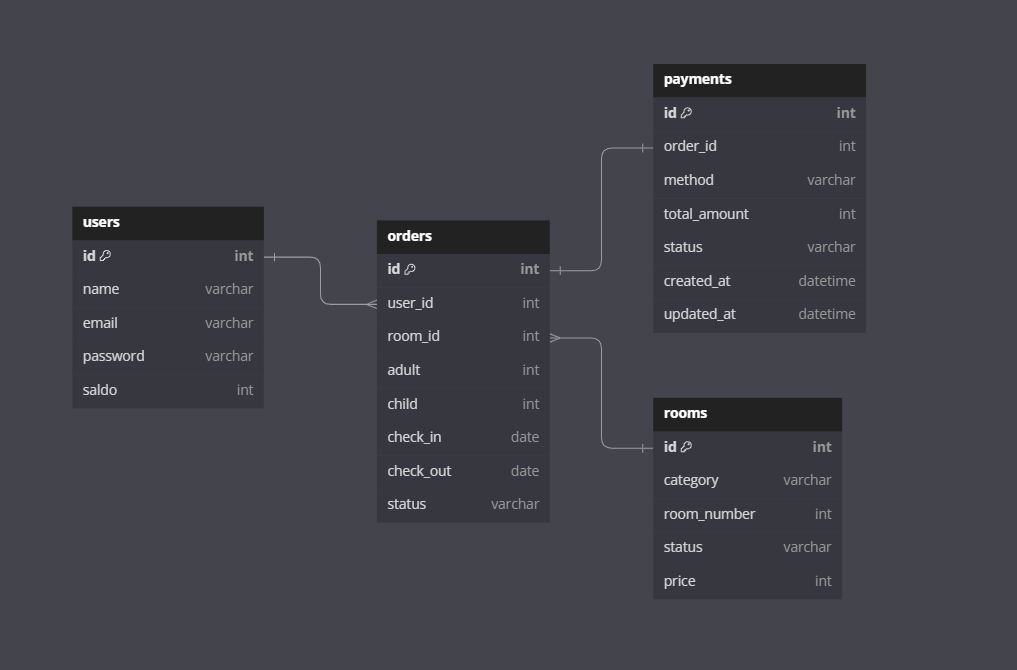 users
id int
name varchar
email varchar
password varchar
saldo int
orders
id int
user_id int
room_id int
adult int
child int
check_in date
check_out date
status varchar
payments
id int
order_id int
method varchar
total_amount int
status varchar
created_at datetime
updated_at datetime
rooms
id int
category varchar
room_number int
status varchar
price int